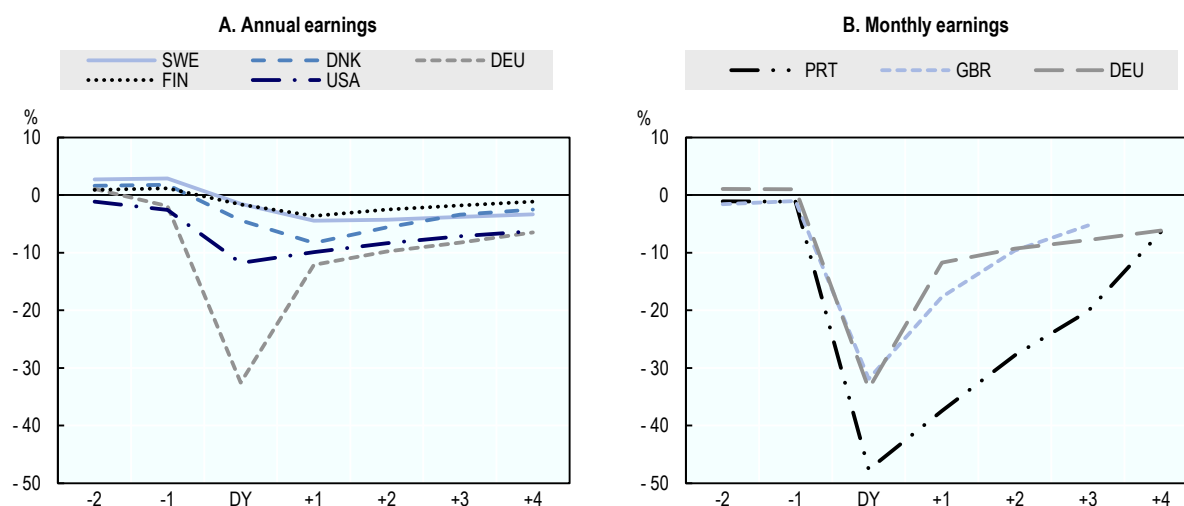 A. Annual earnings
SWE DNK DEU
FIN USA
%
10
0
- 10
- 20
- 30
- 40
- 50
-2 -1 DY +1 +2 +3 +4
B. Monthly earnings
PRT GBR DEU
%
10
0
- 10
- 20
- 30
- 40
- 50
-2 -1 DY +1 +2 +3 +4